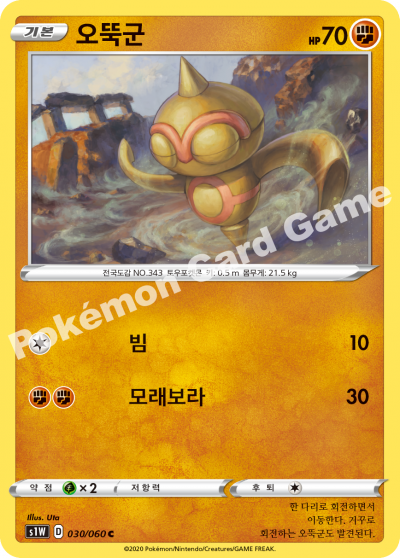 기본 오뚝군 HP 70
전국도감 NO.343 토우포켓몬 키: 0.5 m 몸무게: 21.5 kg
Pokémon Card Game
빔 10
모래보라 30
약점 ×2 저항력 후퇴
Illus. Uta
s1W D 030/060 C
한 다리로 회전하면서
이동한다. 거꾸로
회전하는 오뚝군도 발견된다.
©2020 Pokémon/Nintendo/Creatures/GAME FREAK.